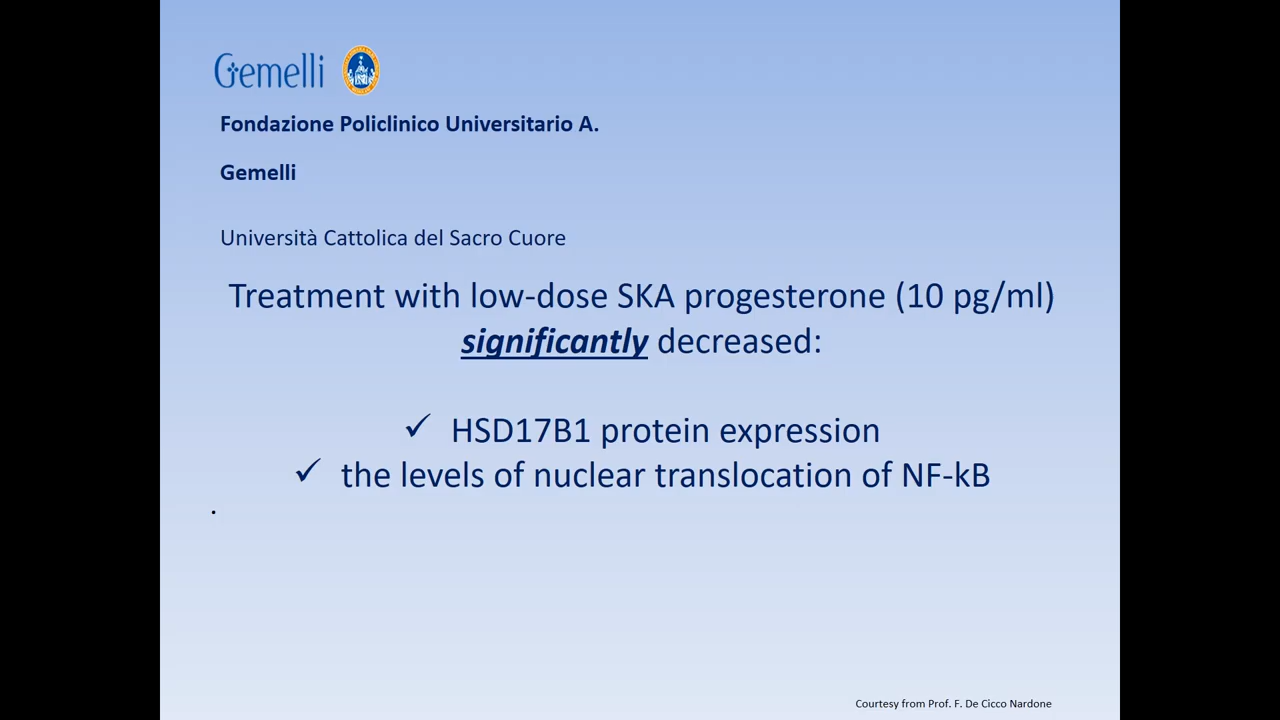 Gemelli
Fondazione Policlinico Universitario A.
Gemelli
Università Cattolica del Sacro Cuore
Treatment with low-dose SKA progesterone (10 pg/ml)
significantly decreased:
✓ HSD17B1 protein expression
✓ the levels of nuclear translocation of NF-kB
.
Courtesy from Prof. F. De Cicco Nardone